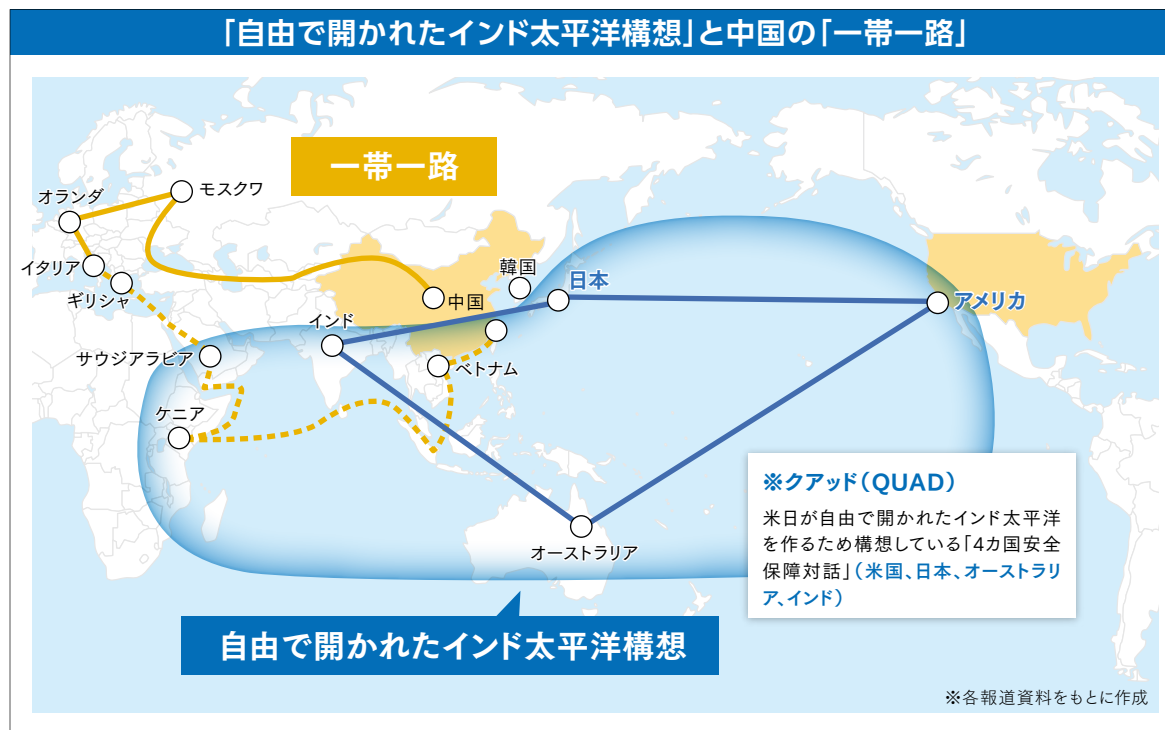 「自由で開かれたインド太平洋構想」と中国の「一帯一路」
一帯一路
モスクワ
オランダ
イタリア
ギリシャ
韓国
日本
中国
アメリカ
インド
サウジアラビア
ベトナム
ケニア
オーストラリア
※クアッド(QUAD)
米日が自由で開かれたインド太平洋
を作るため構想している「4カ国安全
保障対話」(米国、日本、オーストラリ
ア、インド)
自由で開かれたインド太平洋構想
※各報道資料をもとに作成